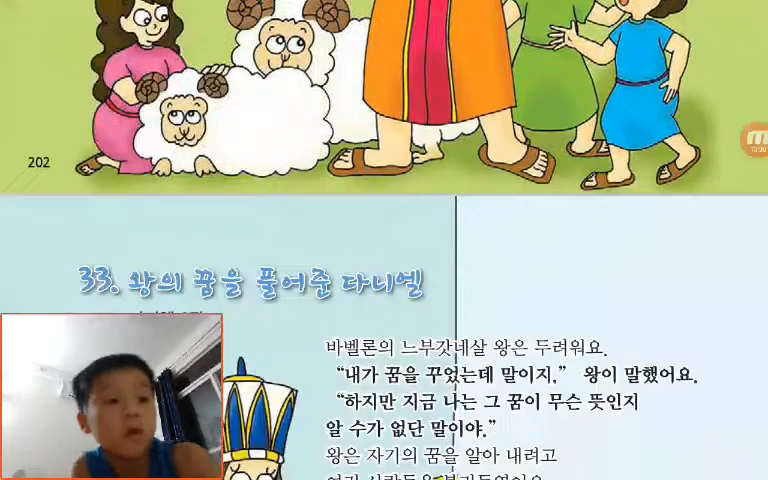 202
33. 왕의 꿈을 풀어준 다니엘
바벨론의 느부갓네살 왕은 두려워요.
“내가 꿈을 꾸었는데 말이지.” 왕이 말했어요.
“하지만 지금 나는 그 꿈이 무슨 뜻인지
알 수가 없단 말이야.”
왕은 자기의 꿈을 알아 내려고